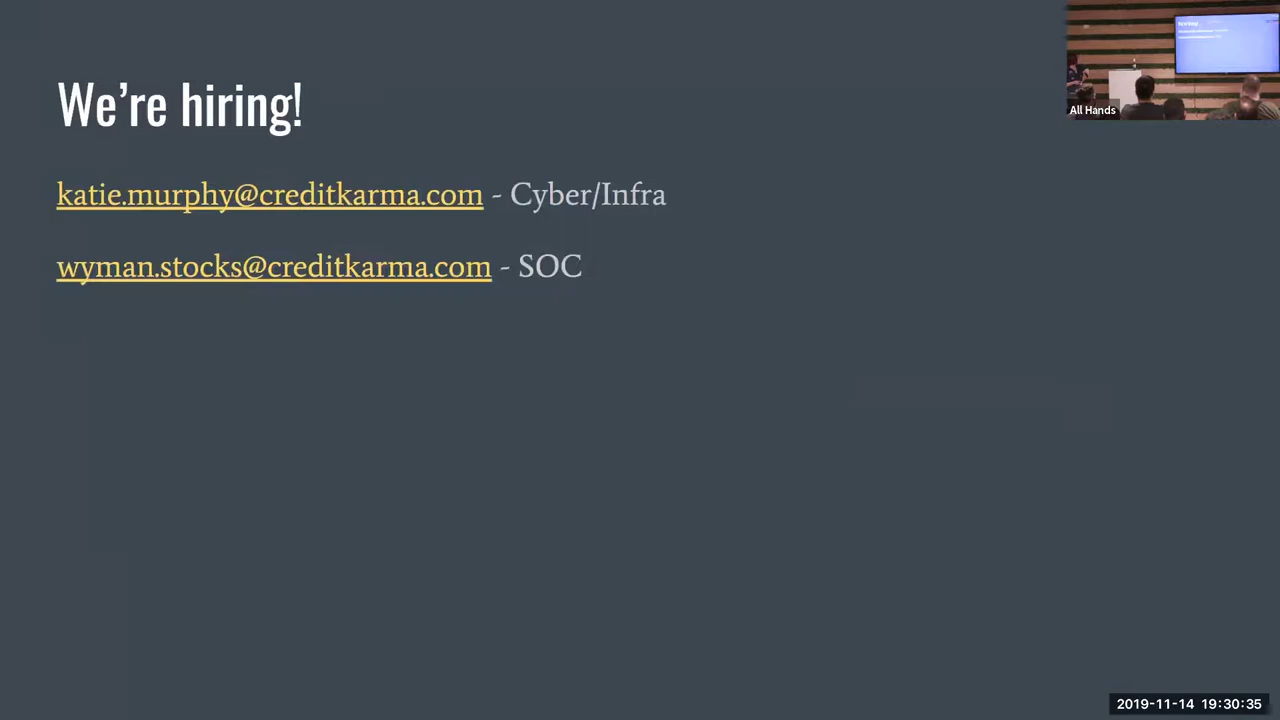 We're hiring!
katie.murphy@creditkarma.com - Cyber/Infra
wyman.stocks@creditkarma.com - SOC
All Hands
2019-11-14 19:30:35